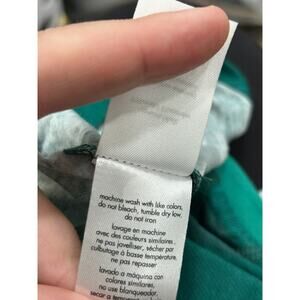 machine wash with like colors,
do not bleach, tumble dry low,
do not iron
lavage en machine
avec des couleurs similaires
ne pas javelliser, sécher par
culbutage à basse température,
ne pas repasser
lavado a máquina con
colores similares,
no use blanqueador,
secar a